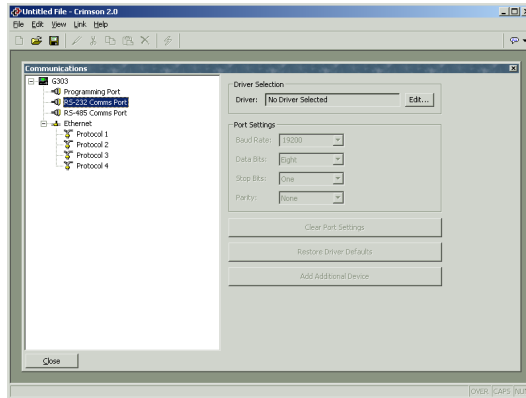 Untitled File - Crimson 2.0
File Edit View Link Help
Communications
G303
Programming Port
RS-232 Comms Port
RS-485 Comms Port
Ethernet
Protocol 1
Protocol 2
Protocol 3
Protocol 4
Driver Selection
Driver: No Driver Selected Edit...
Port Settings
Baud Rate: 19200
Data Bits: Eight
Stop Bits: One
Parity: None
Clear Port Settings
Restore Driver Defaults
Add Additional Device
Close
OVER CAPS NUM